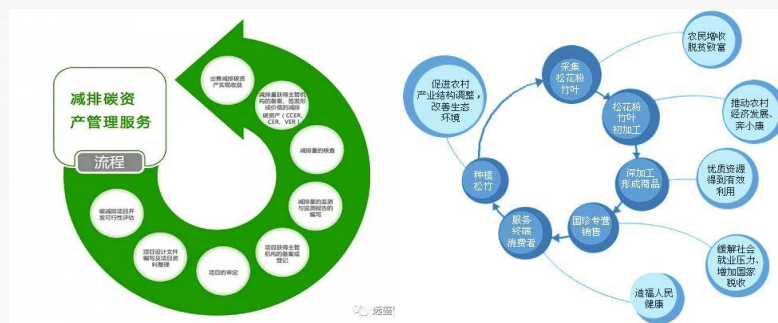 减排碳资
产管理服务
流程
碳减排项目开
发可行性评估
项目设计文件
编写及项目资
料整理
项目的审定
项目获得主管
机构的备案或
登记
减排量的监测
与监测报告的
编写
减排量的核查
减排量获得主管机
构的备案、签发形
成价值的减排
碳资产（CCER,
CER, VER）
出售减排碳资
产实现收益
远鉴
采集
松花粉
竹叶
农民增收
脱贫致富
松花粉
竹叶
初加工
推动农村
经济发展、
奔小康
深加工
形成商品
优质资源
得到有效
利用
国珍专营
销售
缓解社会
就业压力、
增加国家
税收
服务
终端
消费者
造福人民
健康
种植
松竹
促进农村
产业结构调整，
改善生态
环境